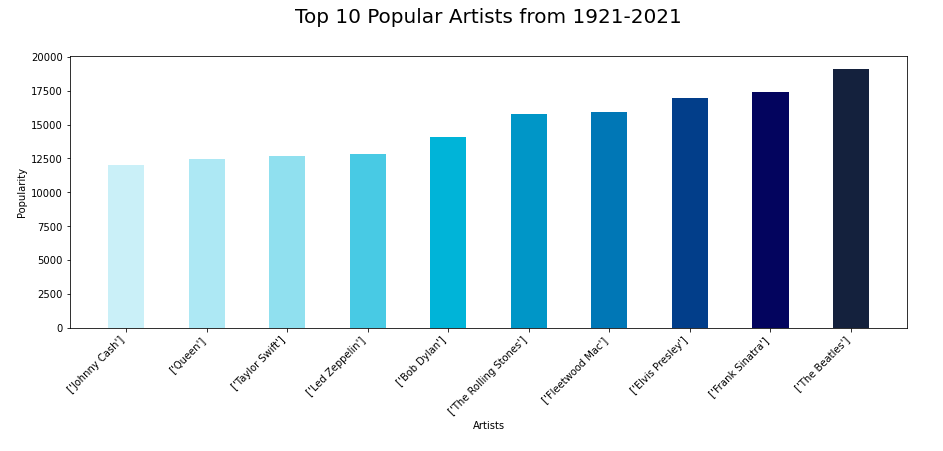 Top 10 Popular Artists from 1921-2021
20000
17500
15000
12500
10000
7500
5000
2500
0
Popularity
['Johnny Cash']
['Queen']
['Taylor Swift']
['Led Zeppelin']
['Bob Dylan']
['The Rolling Stones']
['Fleetwood Mac']
['Elvis Presley']
['Frank Sinatra']
['The Beatles']
Artists